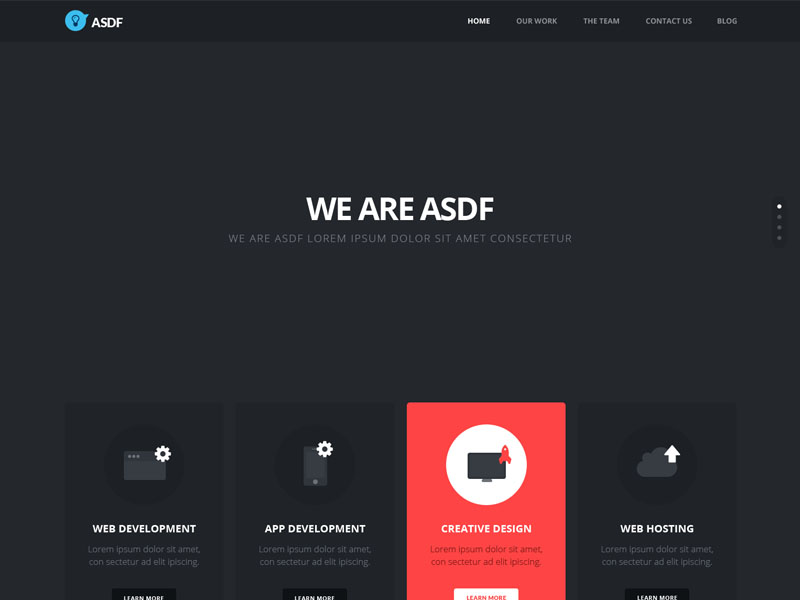 ASDF
HOME OUR WORK THE TEAM CONTACT US BLOG
WE ARE ASDF
WE ARE ASDF LOREM IPSUM DOLOR SIT AMET CONSECTETUR
WEB DEVELOPMENT
Lorem ipsum dolor sit amet,
con sectetur ad elit ipiscing.
LEARN MORE
APP DEVELOPMENT
Lorem ipsum dolor sit amet,
con sectetur ad elit ipiscing.
LEARN MORE
CREATIVE DESIGN
Lorem ipsum dolor sit amet,
con sectetur ad elit ipiscing.
LEARN MORE
WEB HOSTING
Lorem ipsum dolor sit amet,
con sectetur ad elit ipiscing.
LEARN MORE